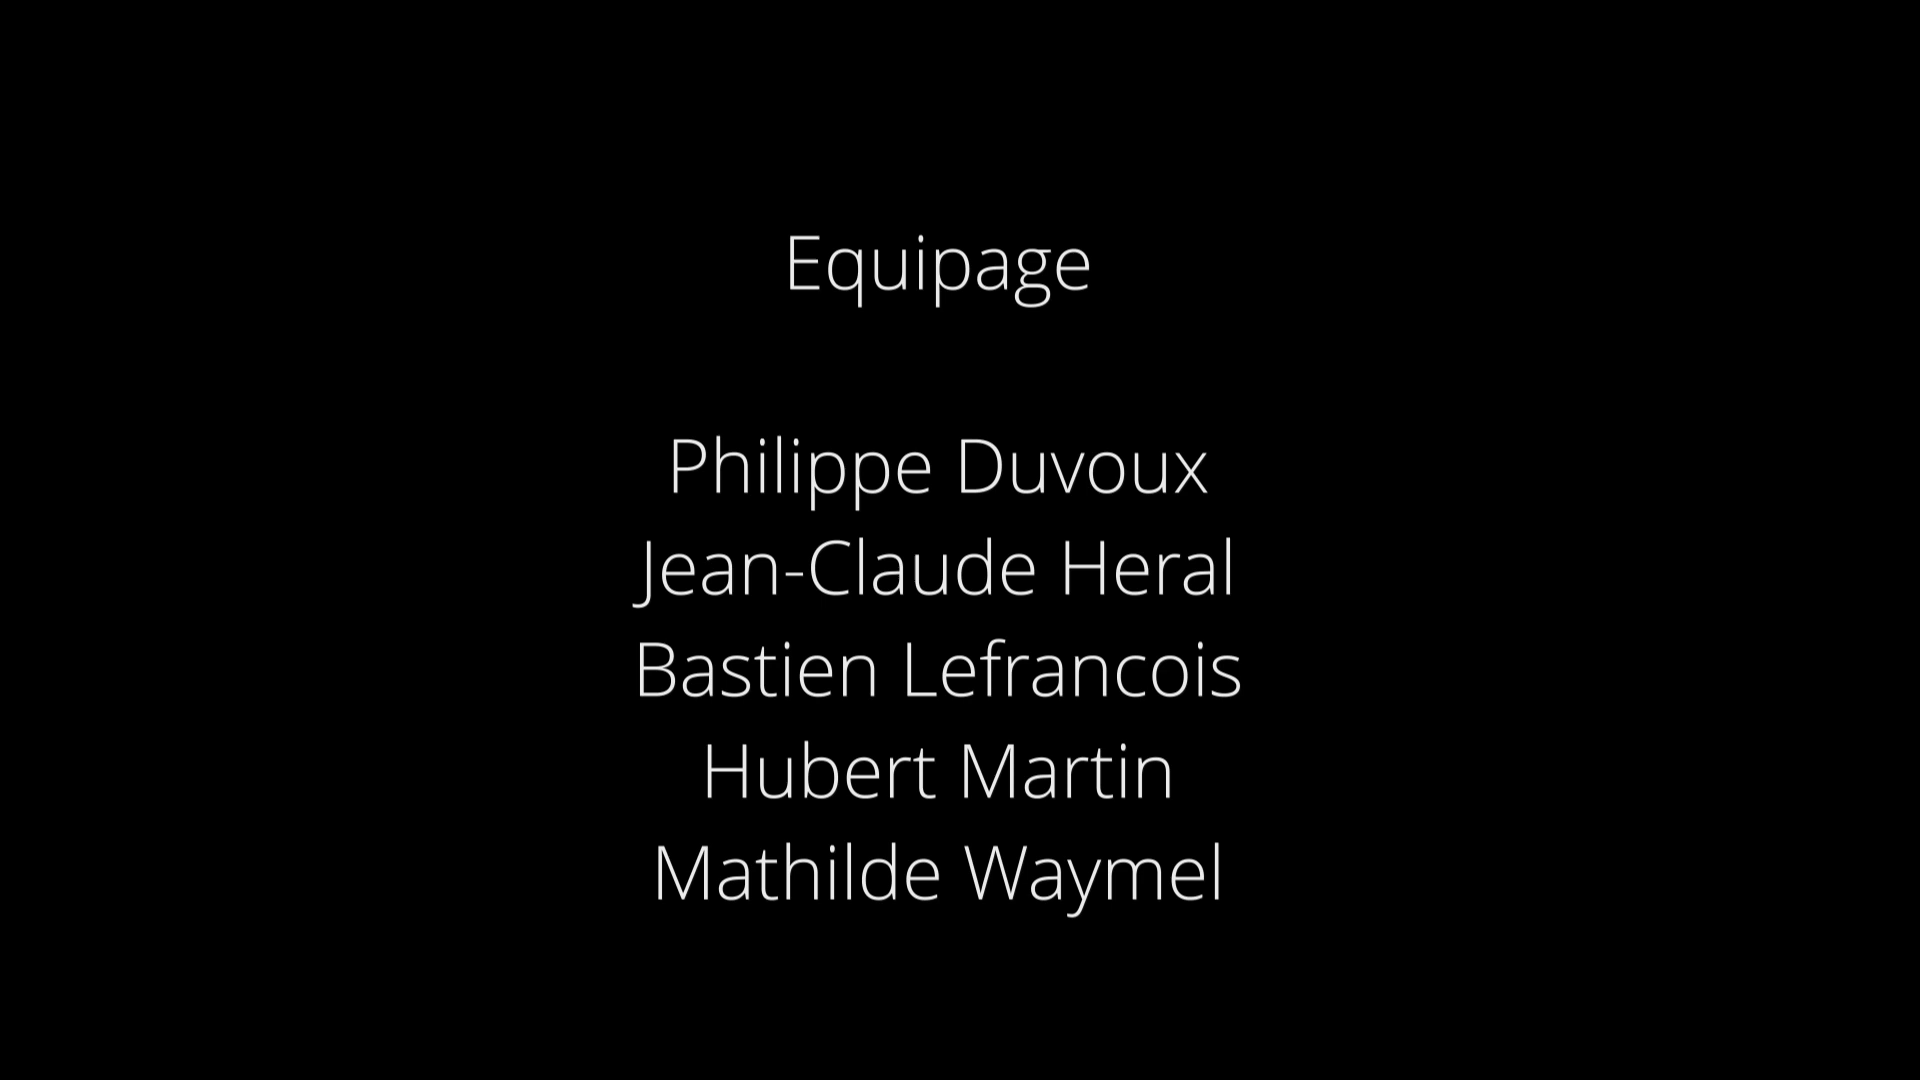 Equipage
Philippe Duvoux
Jean-Claude Heral
Bastien Lefrancois
Hubert Martin
Mathilde Waymel